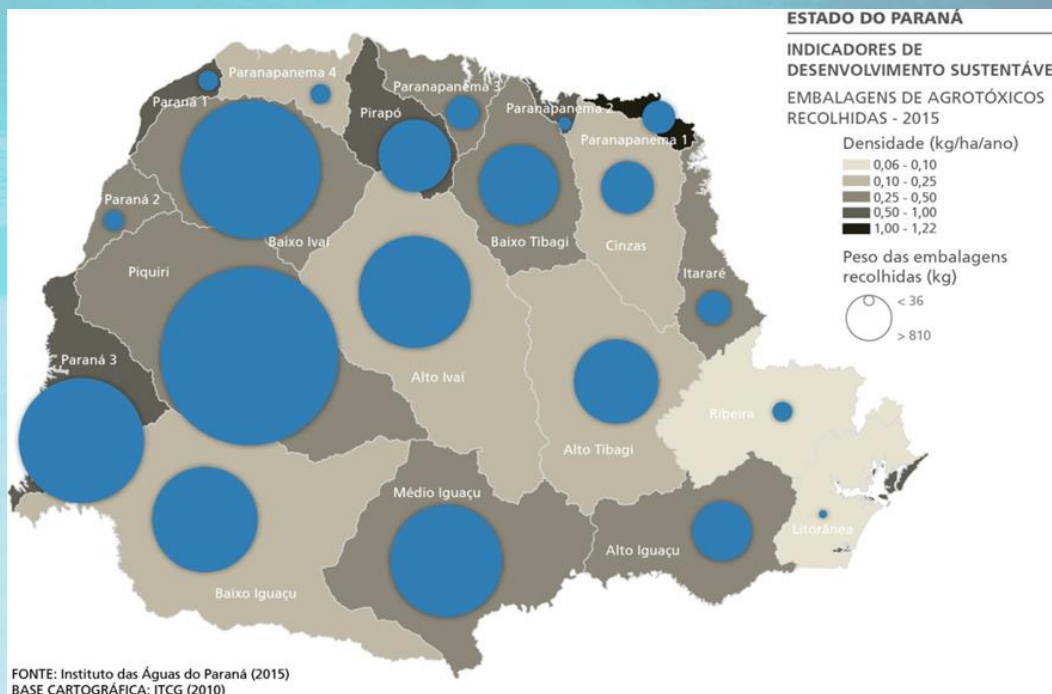 ESTADO DO PARANÁ
INDICADORES DE
DESENVOLVIMENTO SUSTENTÁVE
EMBALAGENS DE AGROTÓXICOS
RECOLHIDAS - 2015
Densidade (kg/ha/ano)
0,06 - 0,10
0,10 - 0,25
0,25 - 0,50
0,50 - 1,00
1,00 - 1,22
Peso das embalagens
recolhidas (kg)
< 36
> 810
Paranapanema 4
Paraná 1
Paranapanema 3
Pirapó
Paranapanema 2
Paranapanema 1
Paraná 2
Baixo Ivaí
Baixo Tibagi
Cinzas
Piquiri
Itararé
Paraná 3
Alto Ivaí
Ribeira
Alto Tibagi
Médio Iguaçu
Litorânea
Alto Iguaçu
Baixo Iguaçu
FONTE: Instituto das Águas do Paraná (2015)
BASE CARTOGRÁFICA: ITCG (2010)